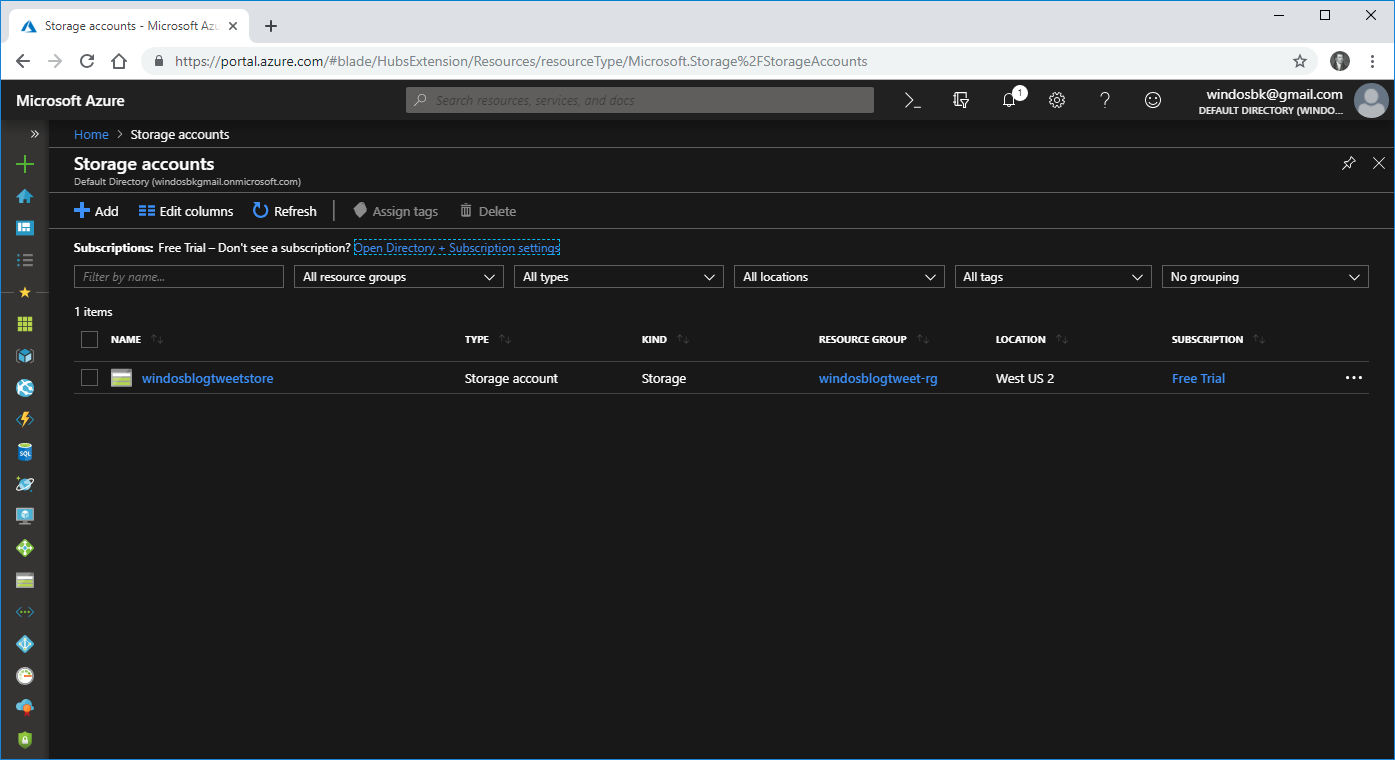 Storage accounts - Microsoft Azu
https://portal.azure.com/#blade/HubsExtension/Resources/resourceType/Microsoft.Storage%2FStorageAccounts
Microsoft Azure
Search resources, services, and docs
1
windosbk@gmail.com
DEFAULT DIRECTORY (WINDO...
Home > Storage accounts
Storage accounts
Default Directory (windosbkgmail.onmicrosoft.com)
Add Edit columns Refresh Assign tags Delete
Subscriptions: Free Trial – Don't see a subscription? Open Directory + Subscription settings
Filter by name... All resource groups All types All locations All tags No grouping
1 items
NAME TYPE KIND RESOURCE GROUP LOCATION SUBSCRIPTION
windosblogtweetstore Storage account Storage windosblogtweet-rg West US 2 Free Trial
SQL